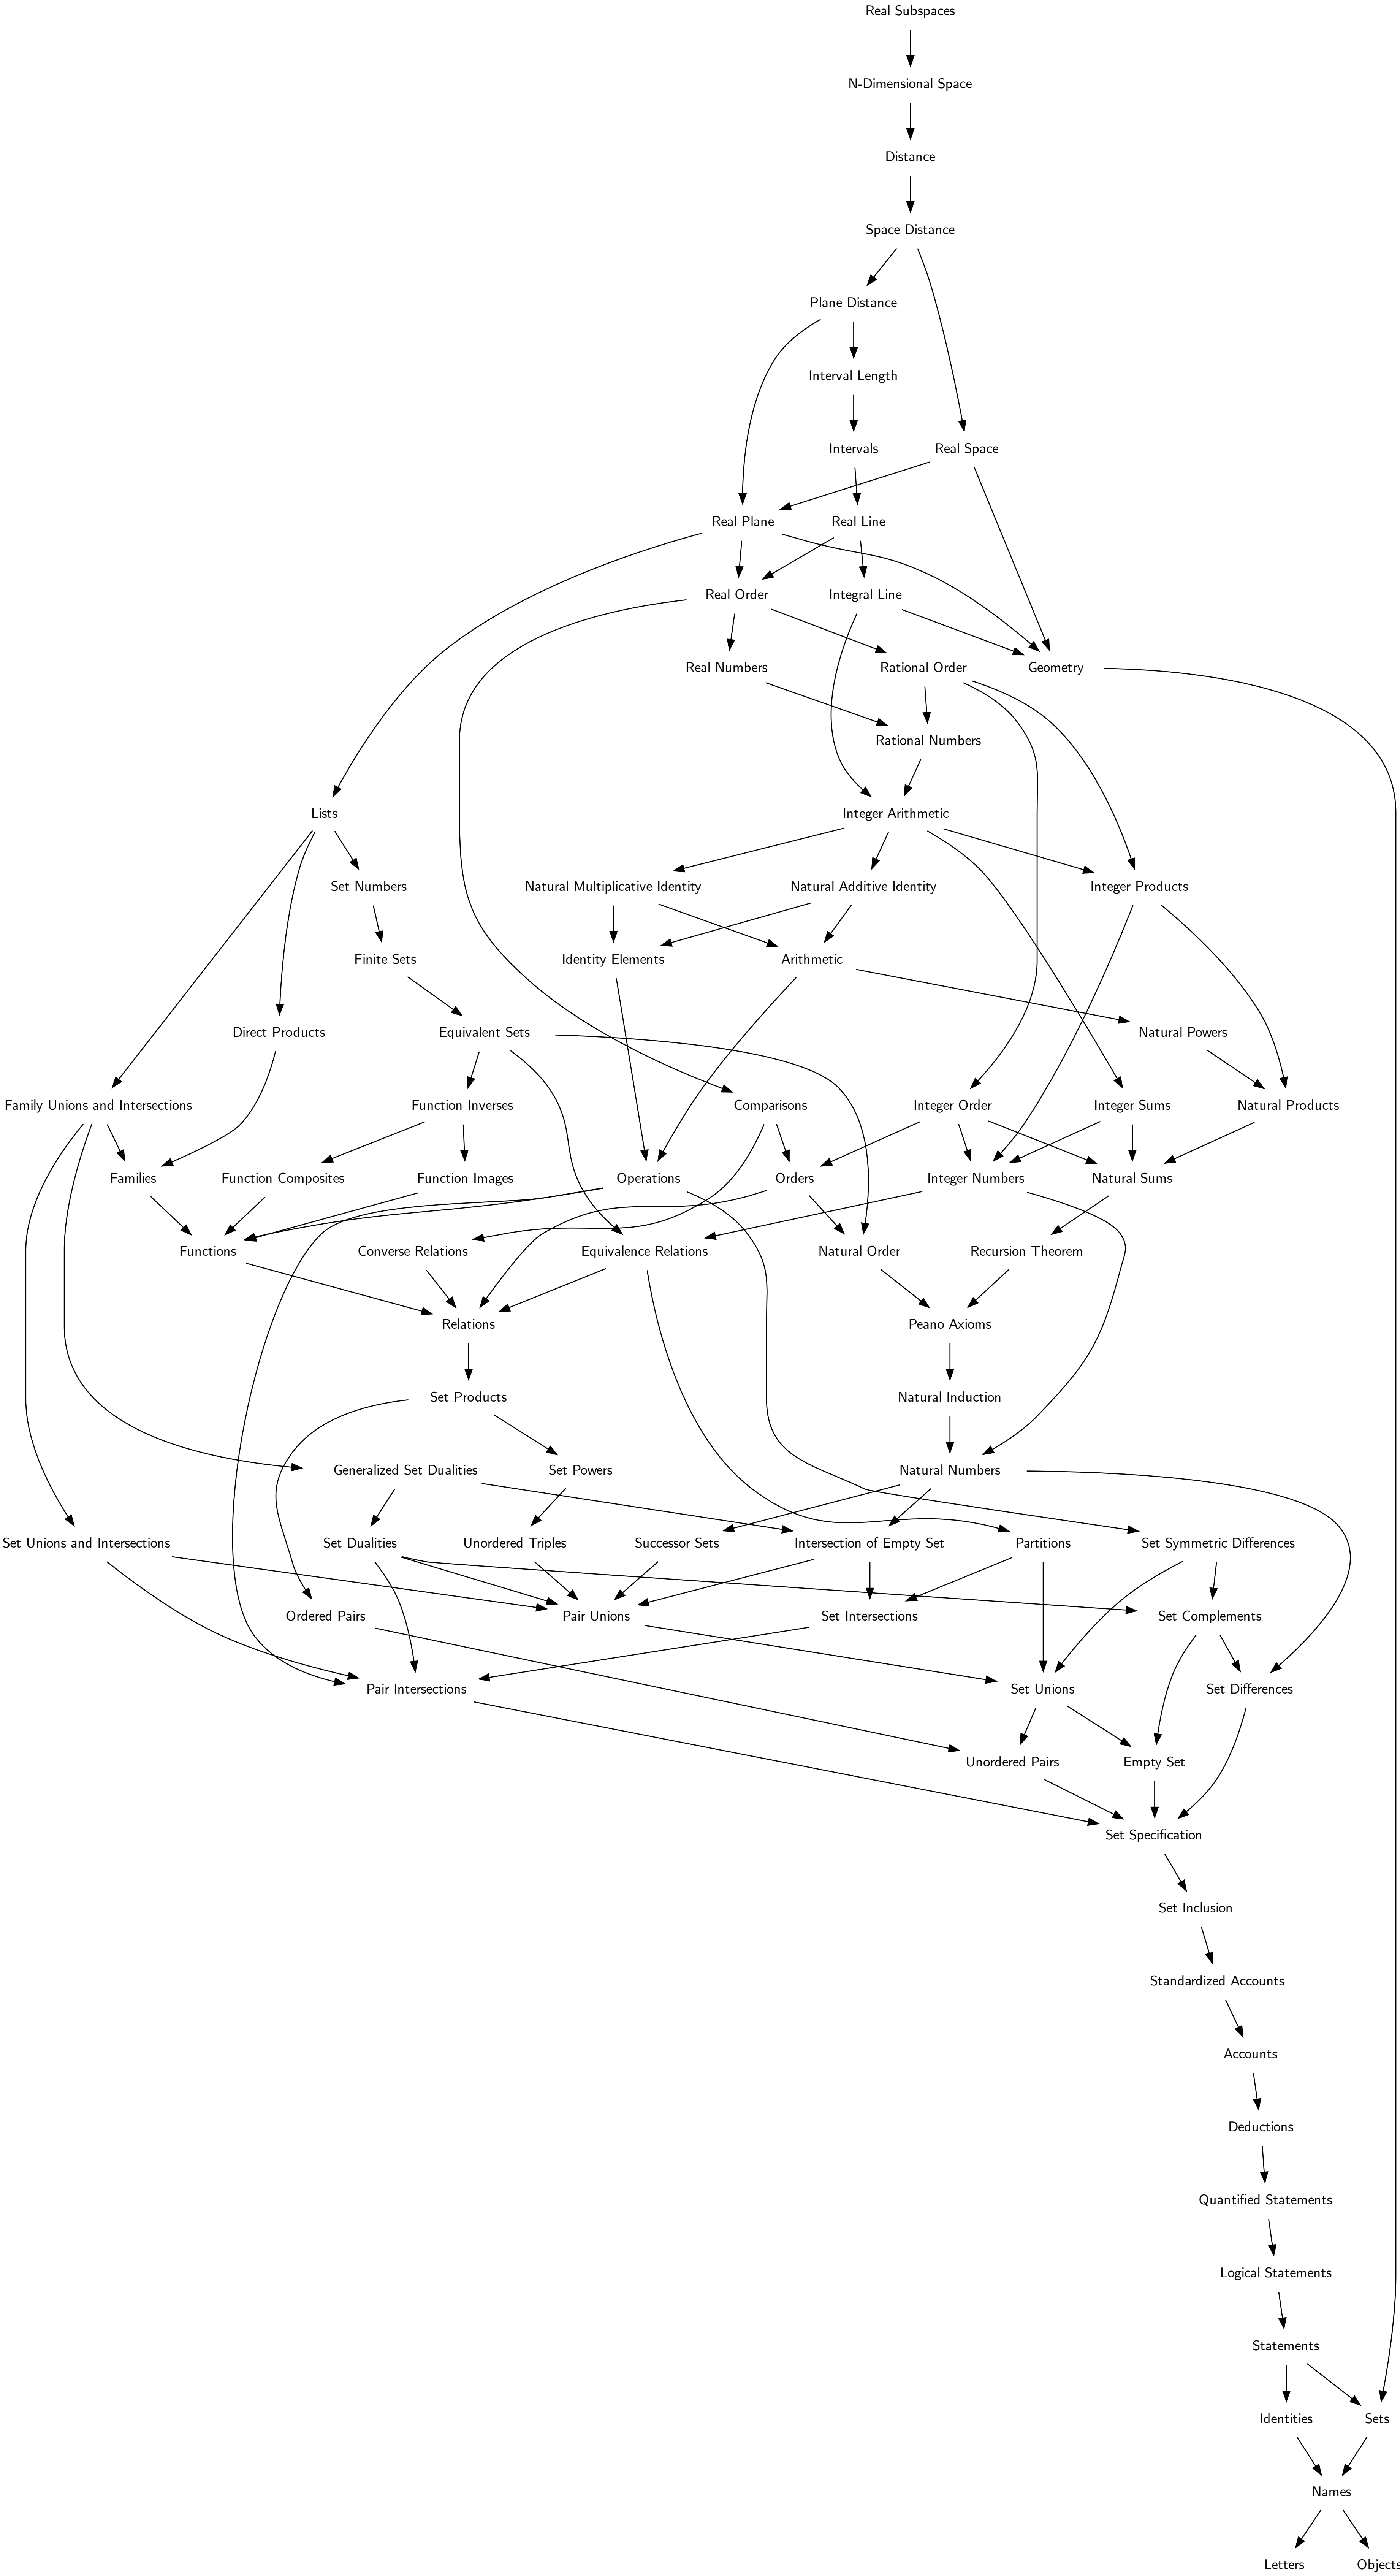 Real Subspaces
N-Dimensional Space
Distance
Space Distance
Plane Distance
Interval Length
Intervals
Real Space
Real Plane
Real Line
Real Order
Integral Line
Real Numbers
Rational Order
Geometry
Rational Numbers
Lists
Integer Arithmetic
Set Numbers
Natural Multiplicative Identity
Natural Additive Identity
Integer Products
Finite Sets
Identity Elements
Arithmetic
Direct Products
Equivalent Sets
Natural Powers
Family Unions and Intersections
Function Inverses
Comparisons
Integer Order
Integer Sums
Natural Products
Families
Function Composites
Function Images
Operations
Orders
Integer Numbers
Natural Sums
Functions
Converse Relations
Equivalence Relations
Natural Order
Recursion Theorem
Relations
Peano Axioms
Set Products
Natural Induction
Generalized Set Dualities
Set Powers
Natural Numbers
Set Unions and Intersections
Set Dualities
Unordered Triples
Successor Sets
Intersection of Empty Set
Partitions
Set Symmetric Differences
Ordered Pairs
Pair Unions
Set Intersections
Set Complements
Pair Intersections
Set Unions
Set Differences
Unordered Pairs
Empty Set
Set Specification
Set Inclusion
Standardized Accounts
Accounts
Deductions
Quantified Statements
Logical Statements
Statements
Identities
Sets
Names
Letters
Objects